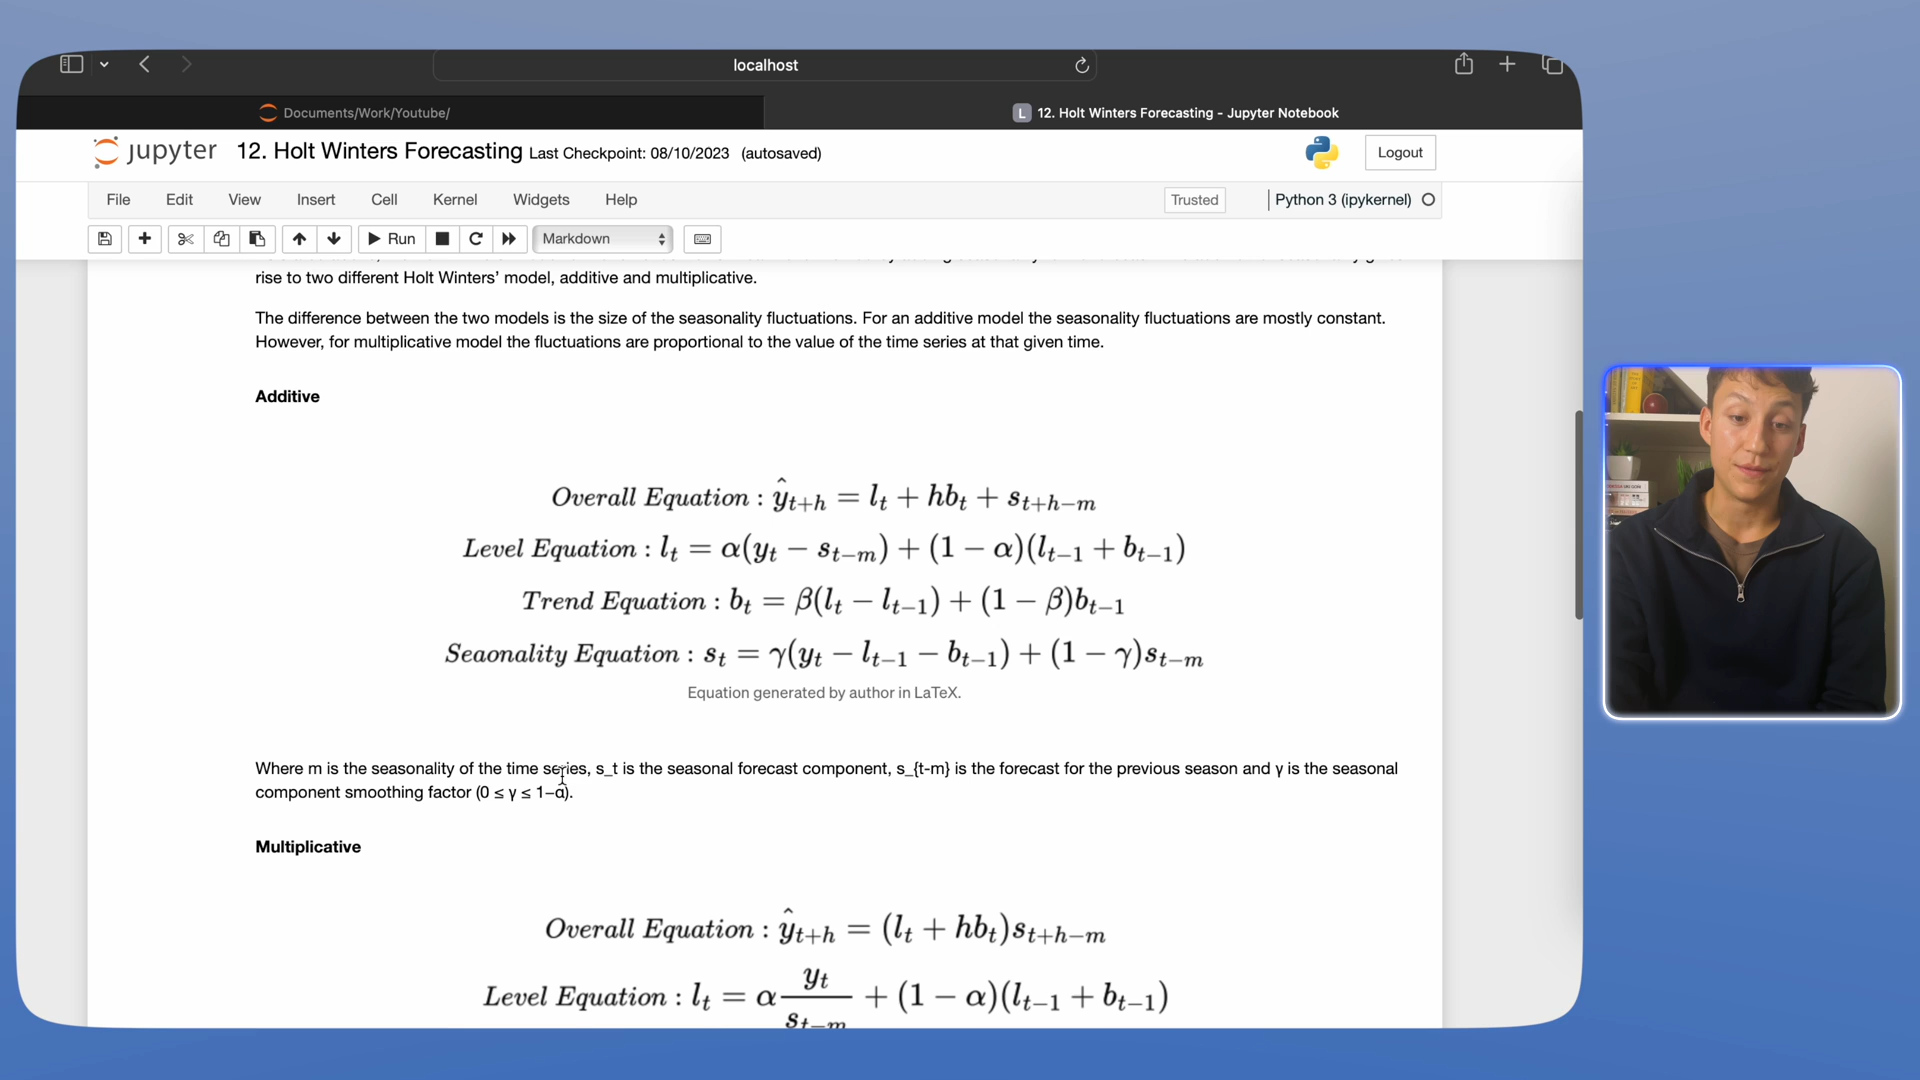 localhost
Documents/Work/Youtube/
L 12. Holt Winters Forecasting - Jupyter Notebook
jupyter 12. Holt Winters Forecasting Last Checkpoint: 08/10/2023 (autosaved)
Logout
File Edit View Insert Cell Kernel Widgets Help
Trusted
Python 3 (ipykernel)
Run
Markdown
rise to two different Holt Winters' model, additive and multiplicative.
The difference between the two models is the size of the seasonality fluctuations. For an additive model the seasonality fluctuations are mostly constant.
However, for multiplicative model the fluctuations are proportional to the value of the time series at that given time.
Additive
Overall Equation : ŷ_{t+h} = l_t + hb_t + s_{t+h−m}
Level Equation : l_t = α(y_t − s_{t−m}) + (1 − α)(l_{t−1} + b_{t−1})
Trend Equation : b_t = β(l_t − l_{t−1}) + (1 − β)b_{t−1}
Seaonality Equation : s_t = γ(y_t − l_{t−1} − b_{t−1}) + (1 − γ)s_{t−m}
Equation generated by author in LaTeX.
Where m is the seasonality of the time series, s_t is the seasonal forecast component, s_{t-m} is the forecast for the previous season and γ is the seasonal
component smoothing factor (0 ≤ γ ≤ 1−α).
Multiplicative
Overall Equation : ŷ_{t+h} = (l_t + hb_t)s_{t+h−m}
Level Equation : l_t = α y_t / s_{t−m} + (1 − α)(l_{t−1} + b_{t−1})